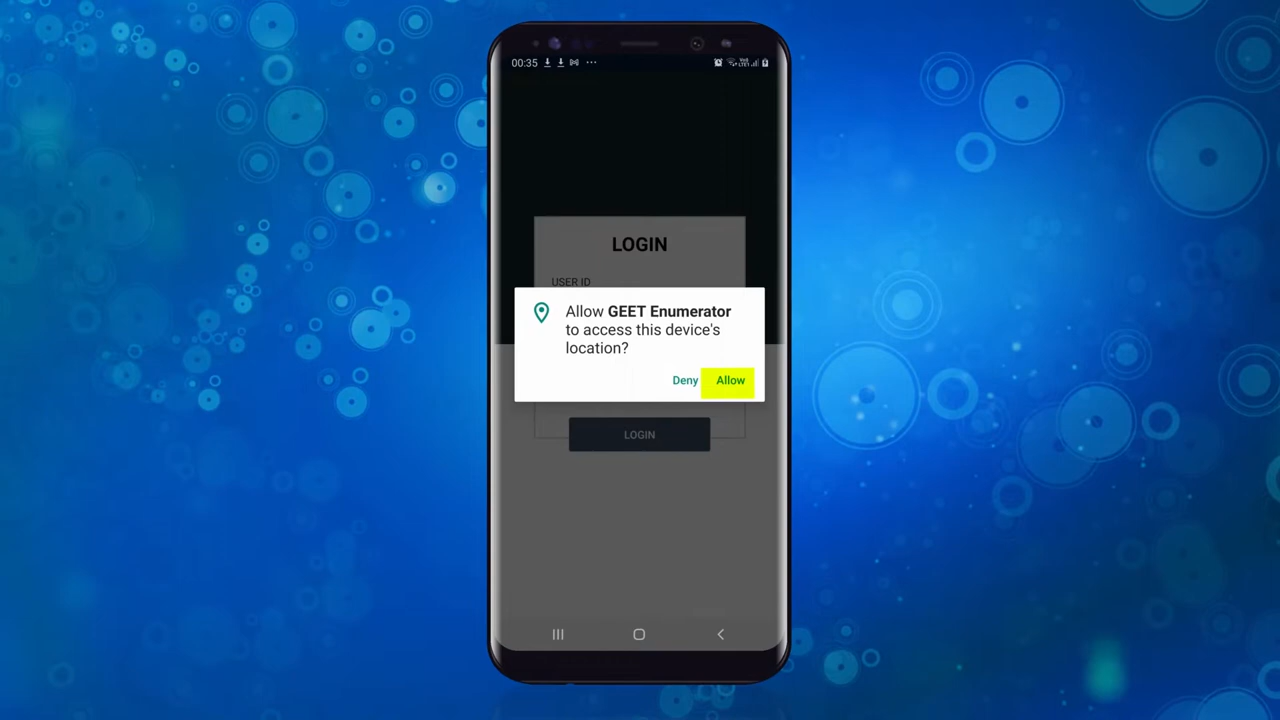 00:35
LOGIN
USER ID
Allow GEET Enumerator
to access this device's
location?
Deny Allow
LOGIN